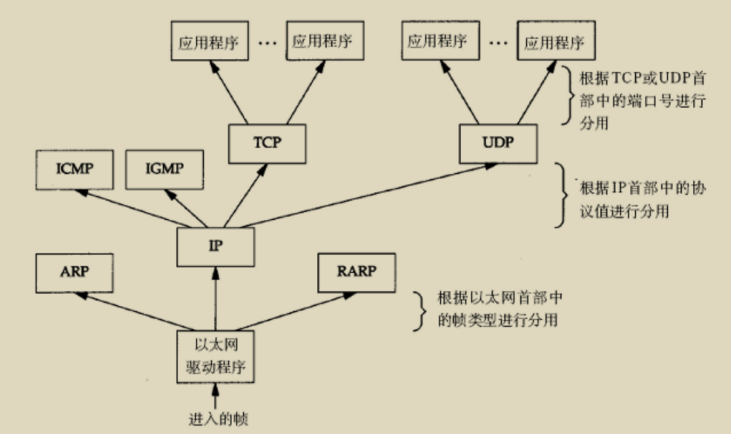 应用程序 … 应用程序
应用程序 … 应用程序
根据TCP或UDP首
部中的端口号进行
分用
TCP
UDP
ICMP
IGMP
根据IP首部中的协
议值进行分用
IP
ARP
RARP
根据以太网首部中
的帧类型进行分用
以太网
驱动程序
进入的帧